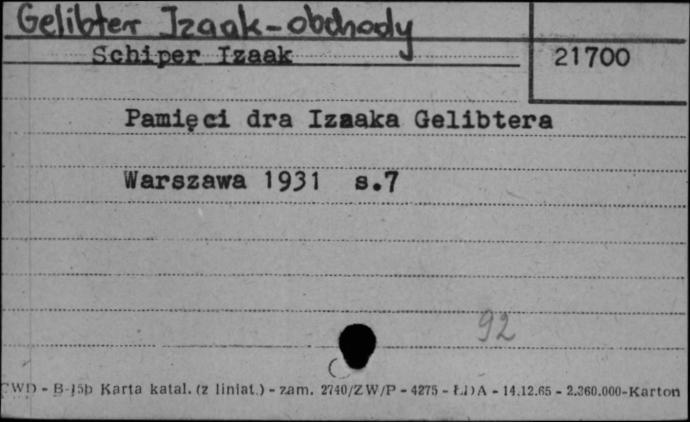 Gelibter Izaak-obchody
Schiper Izaak
21700
Pamięci dra Izaaka Gelibtera
Warszawa 1931 s.7
92
CWD - B-15b Karta katal. (z liniat.) - zam. 2740/ZW/P - 4275 - ŁDA - 14.12.65 - 2.360.000-Karton